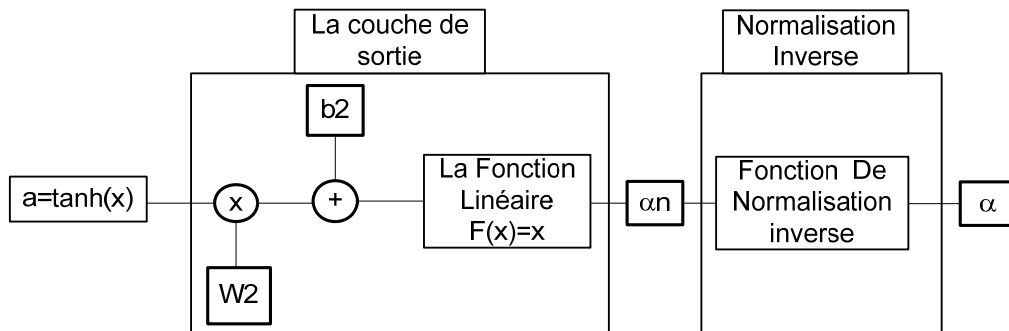 La couche de
sortie
Normalisation
Inverse
b2
a=tanh(x)
x
+
La Fonction
Linéaire
F(x)=x
αn
Fonction De
Normalisation
inverse
α
W2